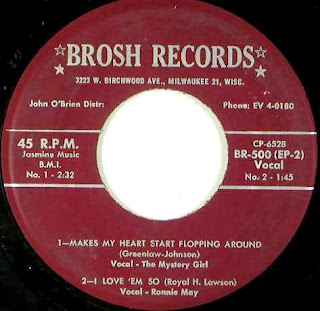 BROSH RECORDS
3223 W. BIRCHWOOD AVE., MILWAUKEE 21, WISC.
John O'Brien Distr: Phone: EV 4-0180
45 R.P.M.
Jasmine Music
B.M.I.
No. 1 - 2:32
CP-6528
BR-500 (EP-2)
Vocal
No. 2 - 1:45
1—MAKES MY HEART START FLOPPING AROUND
(Greenlaw-Johnson)
Vocal - The Mystery Girl
2—I LOVE 'EM SO (Royal H. Lawson)
Vocal - Ronnie May